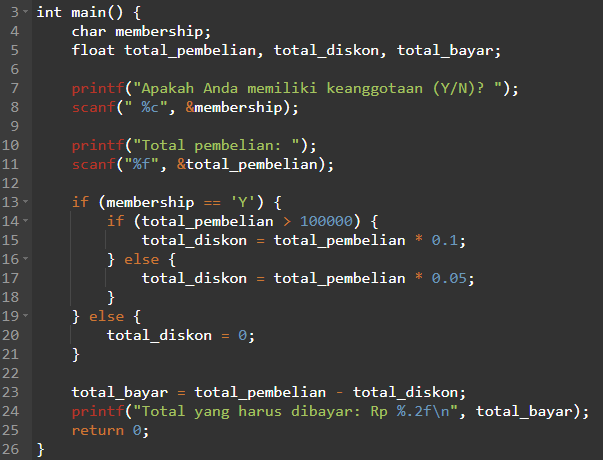 3 int main() {
4     char membership;
5     float total_pembelian, total_diskon, total_bayar;
6
7     printf("Apakah Anda memiliki keanggotaan (Y/N)? ");
8     scanf(" %c", &membership);
9
10     printf("Total pembelian: ");
11     scanf("%f", &total_pembelian);
12
13     if (membership == 'Y') {
14         if (total_pembelian > 100000) {
15             total_diskon = total_pembelian * 0.1;
16         } else {
17             total_diskon = total_pembelian * 0.05;
18         }
19     } else {
20         total_diskon = 0;
21     }
22
23     total_bayar = total_pembelian - total_diskon;
24     printf("Total yang harus dibayar: Rp %.2f\n", total_bayar);
25     return 0;
26 }